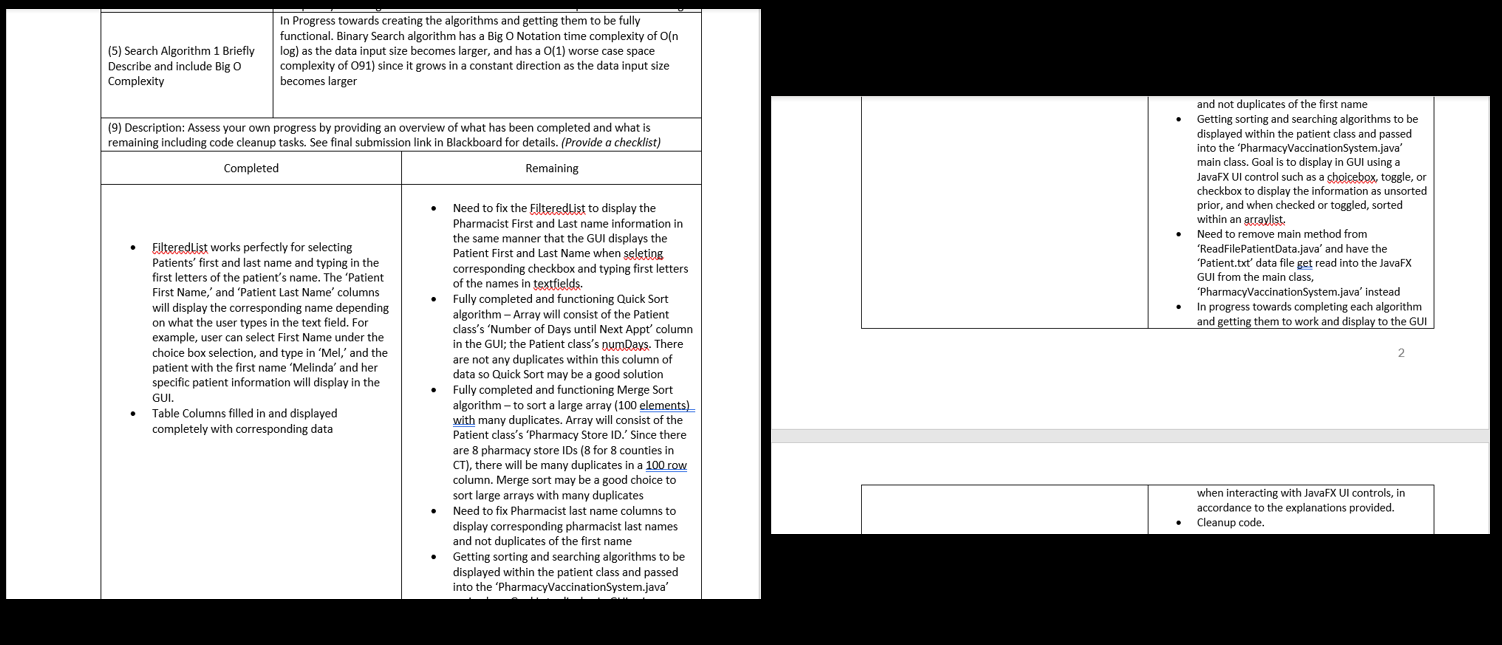 In Progress towards creating the algorithms and getting them to be fully
functional. Binary Search algorithm has a Big O Notation time complexity of O(n
log) as the data input size becomes larger, and has a O(1) worse case space
complexity of O91) since it grows in a constant direction as the data input size
becomes larger
(5) Search Algorithm 1 Briefly
Describe and include Big O
Complexity
(9) Description: Assess your own progress by providing an overview of what has been completed and what is
remaining including code cleanup tasks. See final submission link in Blackboard for details. (Provide a checklist)
Completed
Remaining
• FilteredList works perfectly for selecting
Patients’ first and last name and typing in the
first letters of the patient’s name. The ‘Patient
First Name,’ and ‘Patient Last Name’ columns
will display the corresponding name depending
on what the user types in the text field. For
example, user can select First Name under the
choice box selection, and type in ‘Mel,’ and the
patient with the first name ‘Melinda’ and her
specific patient information will display in the
GUI.
• Table Columns filled in and displayed
completely with corresponding data
• Need to fix the FilteredList to display the
Pharmacist First and Last name information in
the same manner that the GUI displays the
Patient First and Last Name when seleting
corresponding checkbox and typing first letters
of the names in textfields.
• Fully completed and functioning Quick Sort
algorithm – Array will consist of the Patient
class’s ‘Number of Days until Next Appt’ column
in the GUI; the Patient class’s numDays. There
are not any duplicates within this column of
data so Quick Sort may be a good solution
• Fully completed and functioning Merge Sort
algorithm – to sort a large array (100 elements)
with many duplicates. Array will consist of the
Patient class’s ‘Pharmacy Store ID.’ Since there
are 8 pharmacy store IDs (8 for 8 counties in
CT), there will be many duplicates in a 100 row
column. Merge sort may be a good choice to
sort large arrays with many duplicates
• Need to fix Pharmacist last name columns to
display corresponding pharmacist last names
and not duplicates of the first name
• Getting sorting and searching algorithms to be
displayed within the patient class and passed
into the ‘PharmacyVaccinationSystem.java’
and not duplicates of the first name
• Getting sorting and searching algorithms to be
displayed within the patient class and passed
into the ‘PharmacyVaccinationSystem.java’
main class. Goal is to display in GUI using a
JavaFX UI control such as a choicebox, toggle, or
checkbox to display the information as unsorted
prior, and when checked or toggled, sorted
within an arraylist.
• Need to remove main method from
‘ReadFilePatientData.java’ and have the
‘Patient.txt’ data file get read into the JavaFX
GUI from the main class,
‘PharmacyVaccinationSystem.java’ instead
• In progress towards completing each algorithm
and getting them to work and display to the GUI
2
when interacting with JavaFX UI controls, in
accordance to the explanations provided.
• Cleanup code.